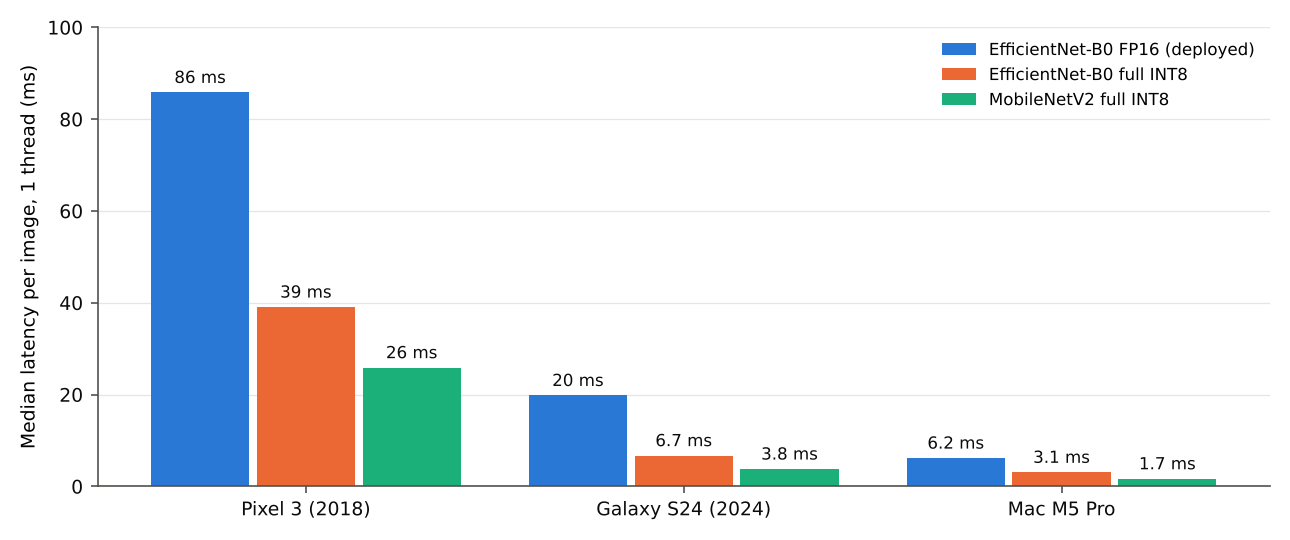 Median latency per image, 1 thread (ms)
100
80
60
40
20
0
EfficientNet-B0 FP16 (deployed)
EfficientNet-B0 full INT8
MobileNetV2 full INT8
86 ms
39 ms
26 ms
20 ms
6.7 ms
3.8 ms
6.2 ms
3.1 ms
1.7 ms
Pixel 3 (2018)
Galaxy S24 (2024)
Mac M5 Pro